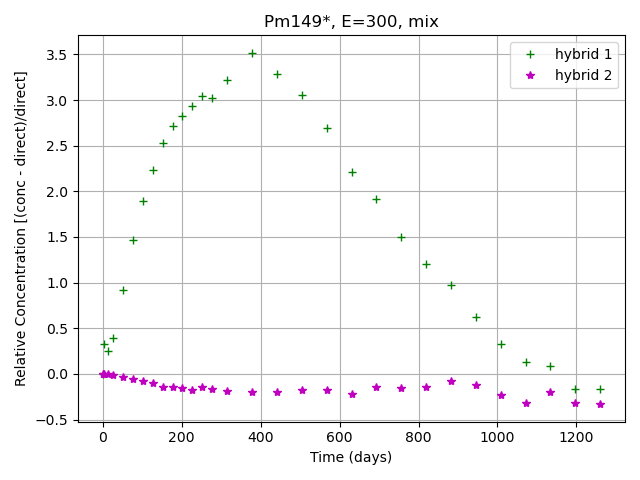 Pm149*, E=300, mix
hybrid 1
hybrid 2
Relative Concentration [(conc - direct)/direct]
3.5
3.0
2.5
2.0
1.5
1.0
0.5
0.0
−0.5
0 200 400 600 800 1000 1200
Time (days)